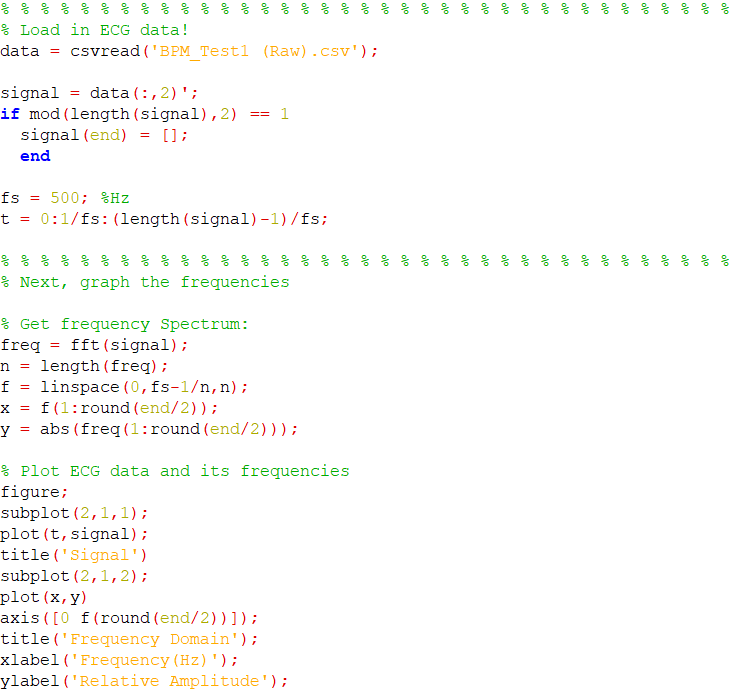 % % % % % % % % % % % % % % % % % % % % % % % % % % % % % % % % % % % % %
% Load in ECG data!
data = csvread('BPM_Test1 (Raw).csv');
signal = data(:,2)';
if mod(length(signal),2) == 1
  signal(end) = [];
  end
fs = 500; %Hz
t = 0:1/fs:(length(signal)-1)/fs;
% % % % % % % % % % % % % % % % % % % % % % % % % % % % % % % % % % % % %
% Next, graph the frequencies
% Get frequency Spectrum:
freq = fft(signal);
n = length(freq);
f = linspace(0,fs-1/n,n);
x = f(1:round(end/2));
y = abs(freq(1:round(end/2)));
% Plot ECG data and its frequencies
figure;
subplot(2,1,1);
plot(t,signal);
title('Signal')
subplot(2,1,2);
plot(x,y)
axis([0 f(round(end/2))]);
title('Frequency Domain');
xlabel('Frequency(Hz)');
ylabel('Relative Amplitude');